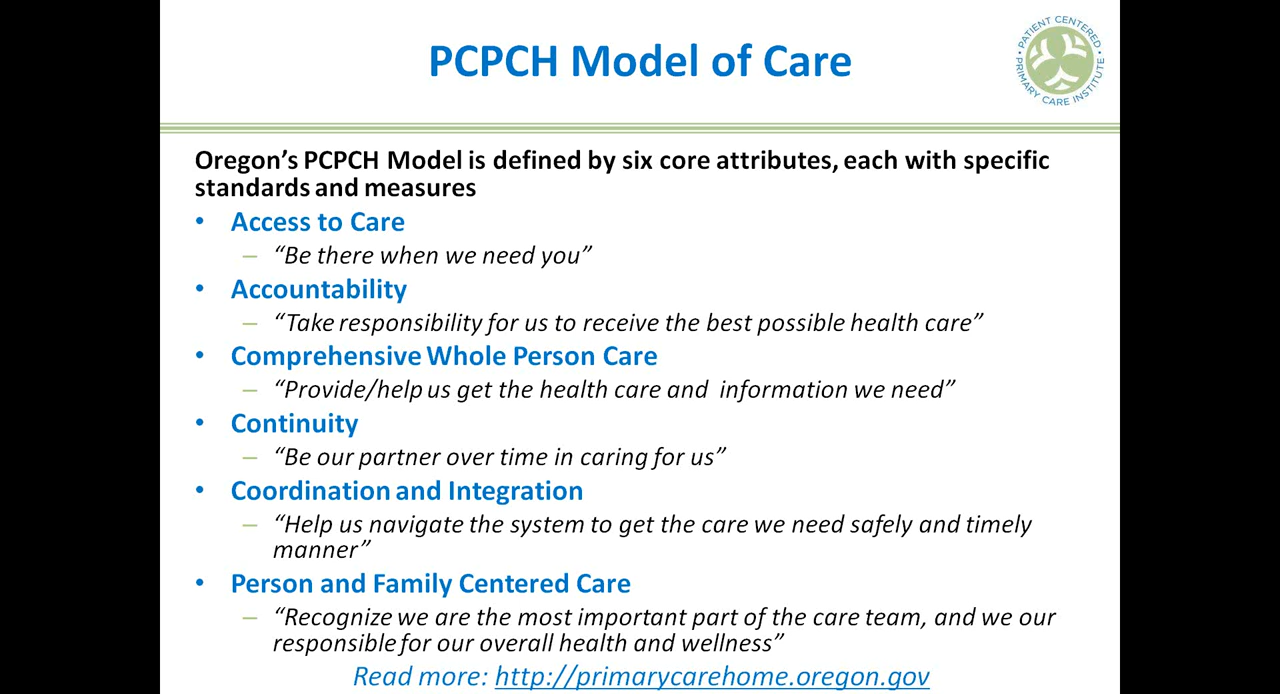 PCPCH Model of Care
PATIENT CENTERED
PRIMARY CARE INSTITUTE
Oregon’s PCPCH Model is defined by six core attributes, each with specific
standards and measures
• Access to Care
– “Be there when we need you”
• Accountability
– “Take responsibility for us to receive the best possible health care”
• Comprehensive Whole Person Care
– “Provide/help us get the health care and information we need”
• Continuity
– “Be our partner over time in caring for us”
• Coordination and Integration
– “Help us navigate the system to get the care we need safely and timely
manner”
• Person and Family Centered Care
– “Recognize we are the most important part of the care team, and we our
responsible for our overall health and wellness”
Read more: http://primarycarehome.oregon.gov